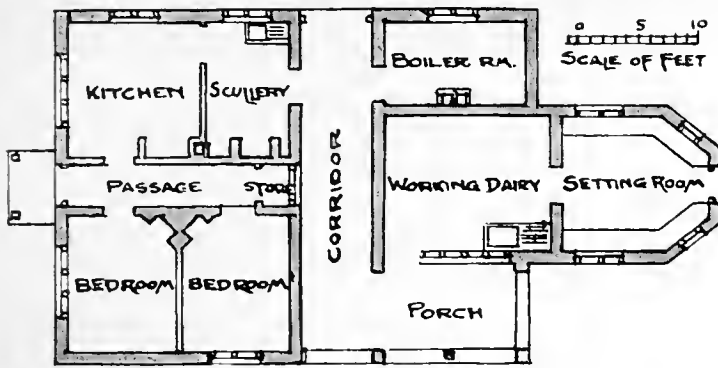 0 5 10
SCALE OF FEET
BOILER RM.
KITCHEN
SCULLERY
PASSAGE
STORE
CORRIDOR
WORKING DAIRY
SETTING ROOM
BEDROOM
BEDROOM
PORCH